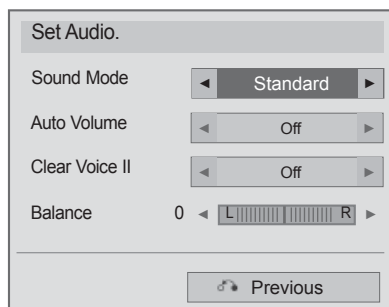 Set Audio.
Sound Mode ◄ Standard ►
Auto Volume ◄ Off ►
Clear Voice II ◄ Off ►
Balance 0 ◄ L R ►
Previous